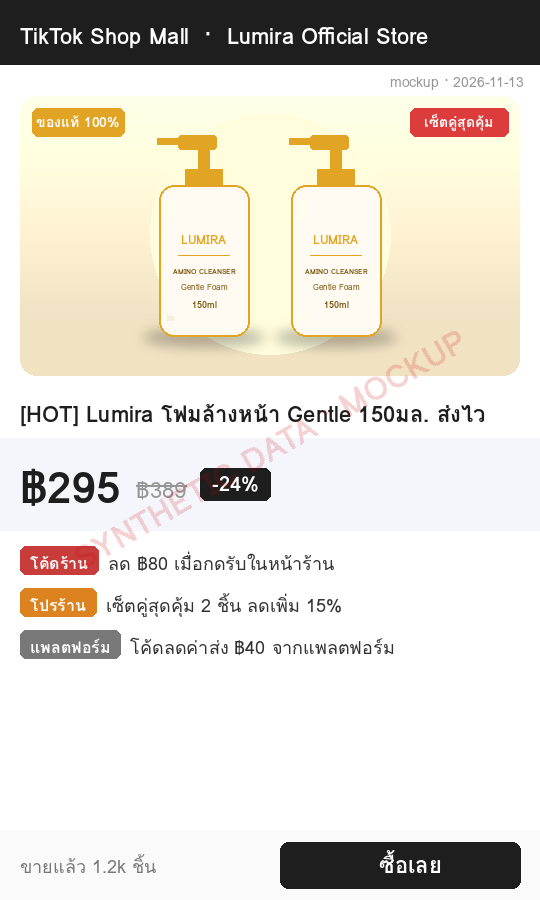 TikTok Shop Mall · Lumira Official Store
mockup · 2026-11-13
ของแท้ 100%
เซ็ตคู่สุดคุ้ม
LUMIRA
AMINO CLEANSER
Gentle Foam
150ml
LUMIRA
AMINO CLEANSER
Gentle Foam
150ml
[HOT] Lumira โฟมล้างหน้า Gentle 150มล. ส่งไว
฿295 ฿389 -24%
SYNTHETIC DATA MOCKUP
โค้ดร้าน ลด ฿80 เมื่อกดรับในหน้าร้าน
โปรร้าน เซ็ตคู่สุดคุ้ม 2 ชิ้น ลดเพิ่ม 15%
แพลตฟอร์ม โค้ดลดค่าส่ง ฿40 จากแพลตฟอร์ม
ขายแล้ว 1.2k ชิ้น
ซื้อเลย